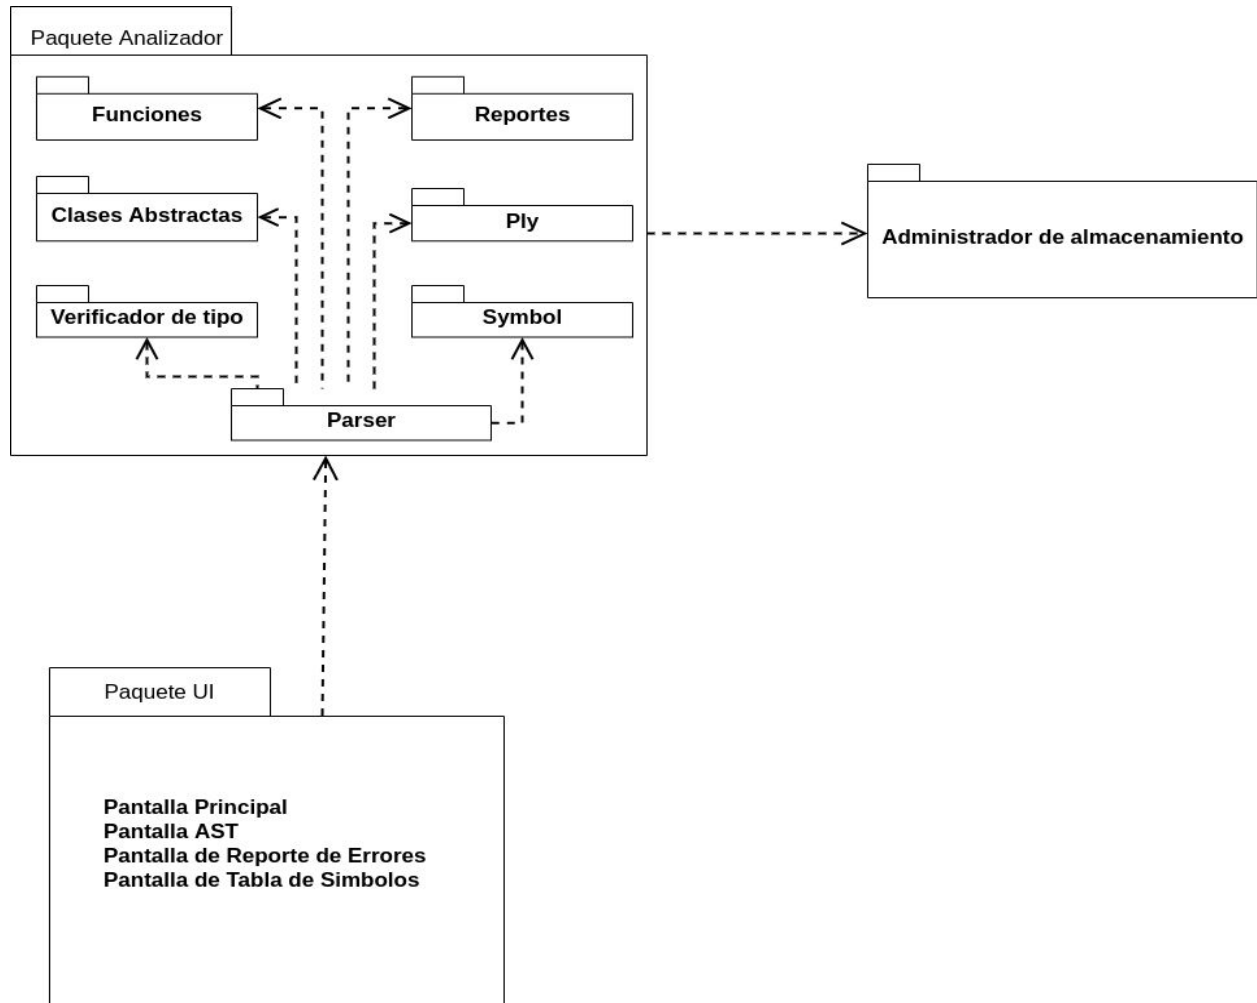 Paquete Analizador
Funciones
Reportes
Clases Abstractas
Ply
Verificador de tipo
Symbol
Parser
Administrador de almacenamiento
Paquete UI
Pantalla Principal
Pantalla AST
Pantalla de Reporte de Errores
Pantalla de Tabla de Simbolos